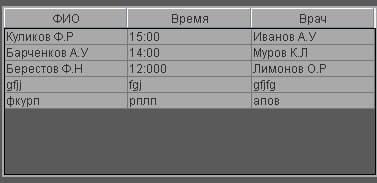 ФИО Время Врач
Куликов Ф.Р 15:00 Иванов А.У
Барченков А.У 14:00 Муров К.Л
Берестов Ф.Н 12:000 Лимонов О.Р
gfjj fgj gfjfg
фкурп рплп апов